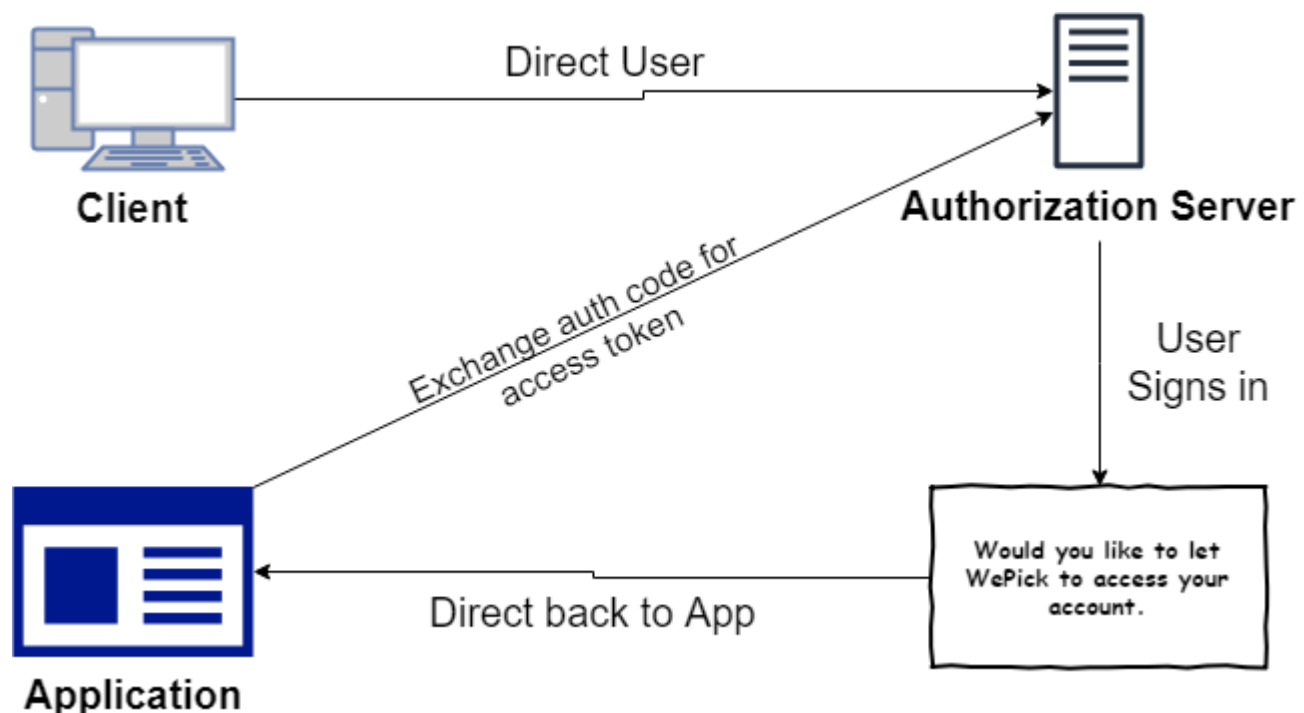 Direct User
Client
Authorization Server
Exchange auth code for
access token
User
Signs in
Would you like to let
WePick to access your
account.
Direct back to App
Application